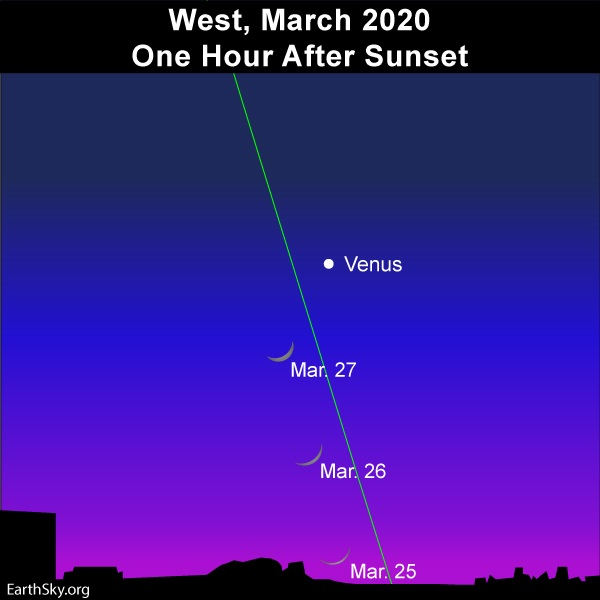 West, March 2020
One Hour After Sunset
Venus
Mar. 27
Mar. 26
Mar. 25
EarthSky.org